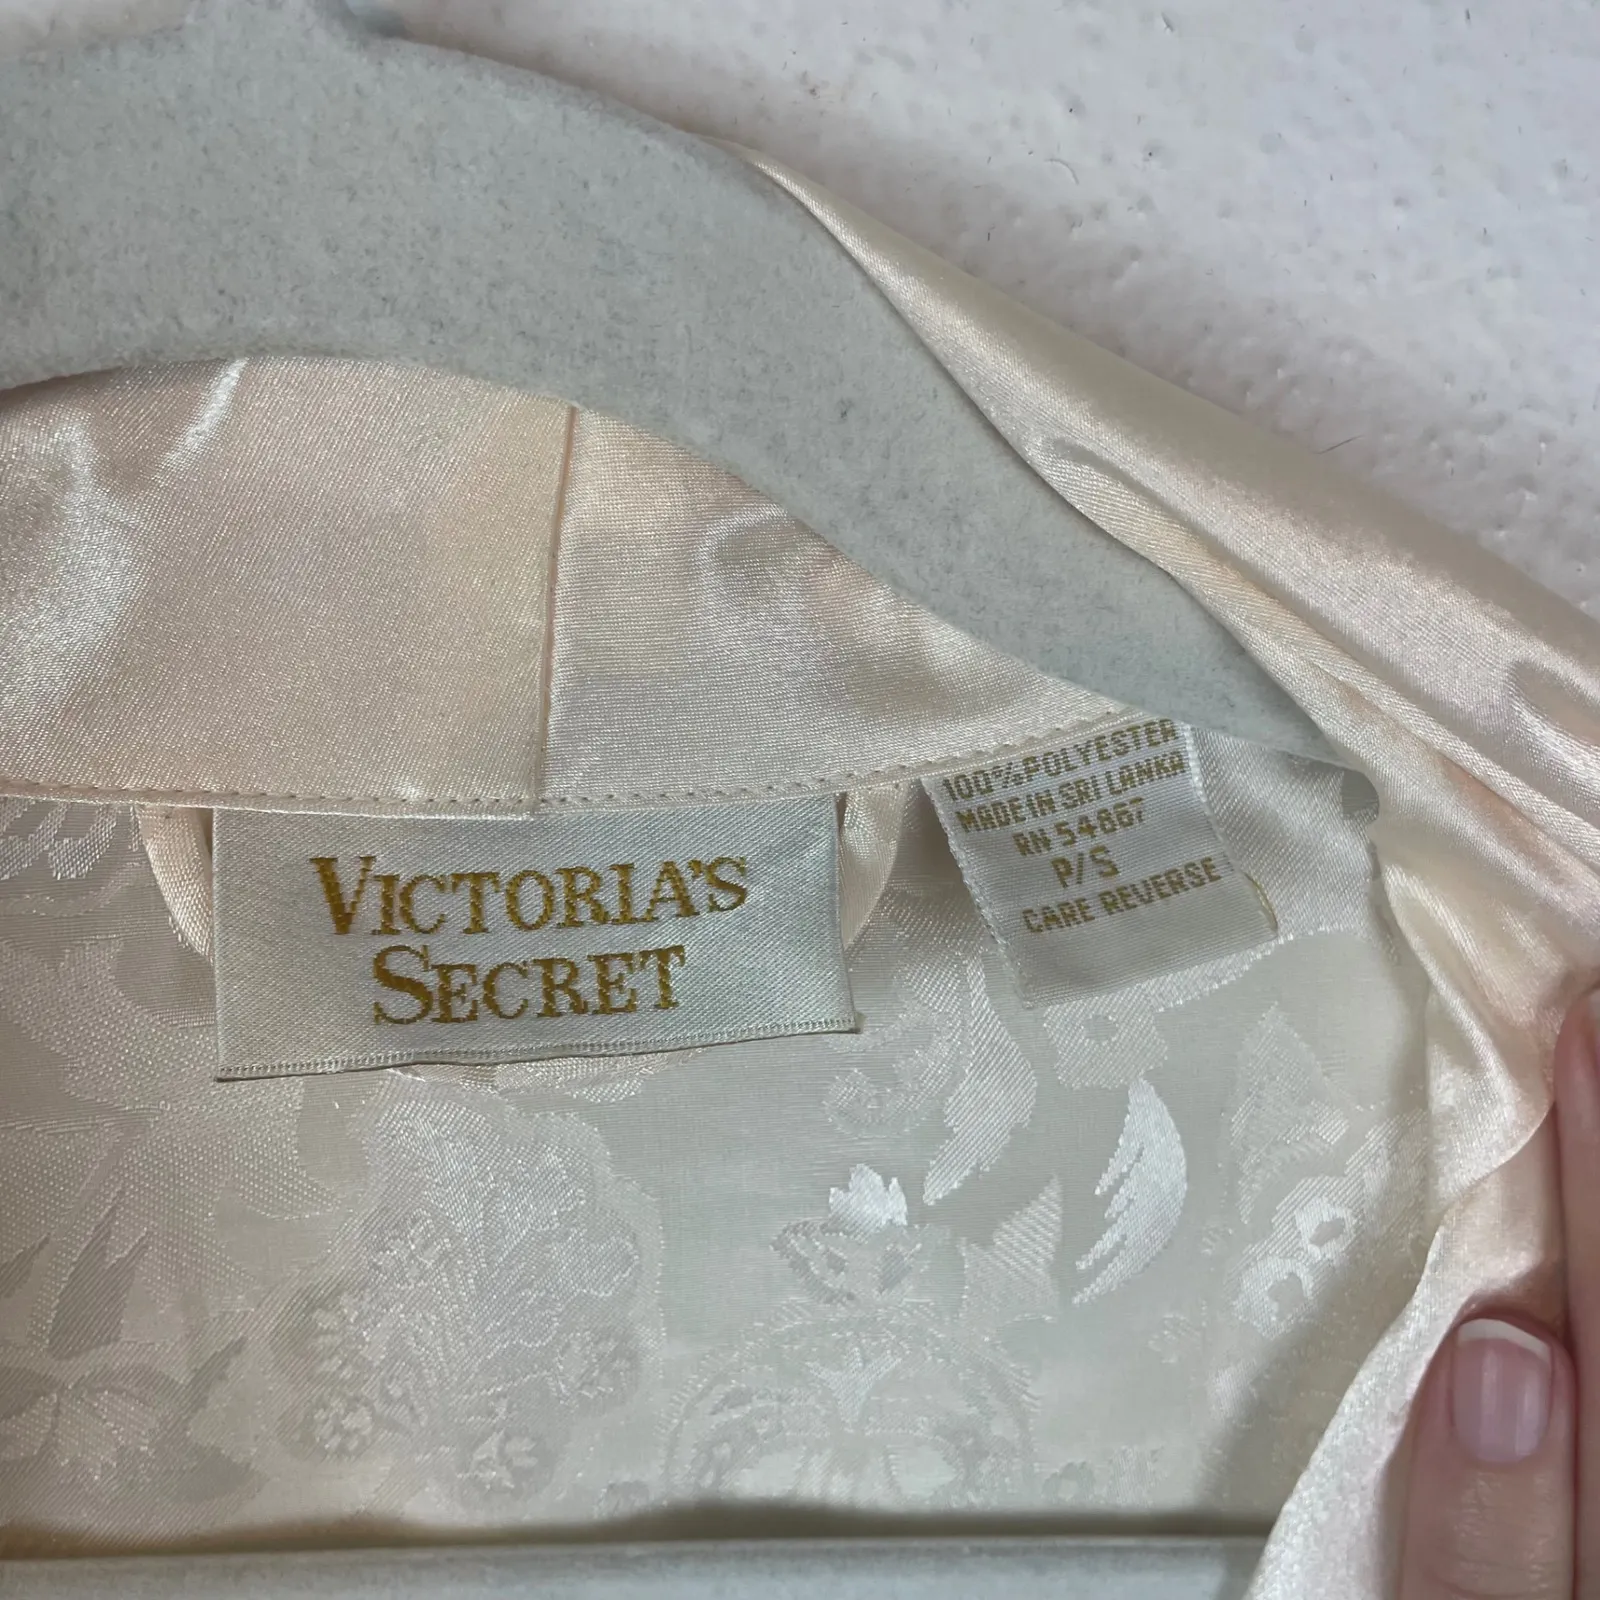 VICTORIA'S
SECRET
100% POLYESTER
MADE IN SRI LANKA
RN 54867
P/S
CARE REVERSE